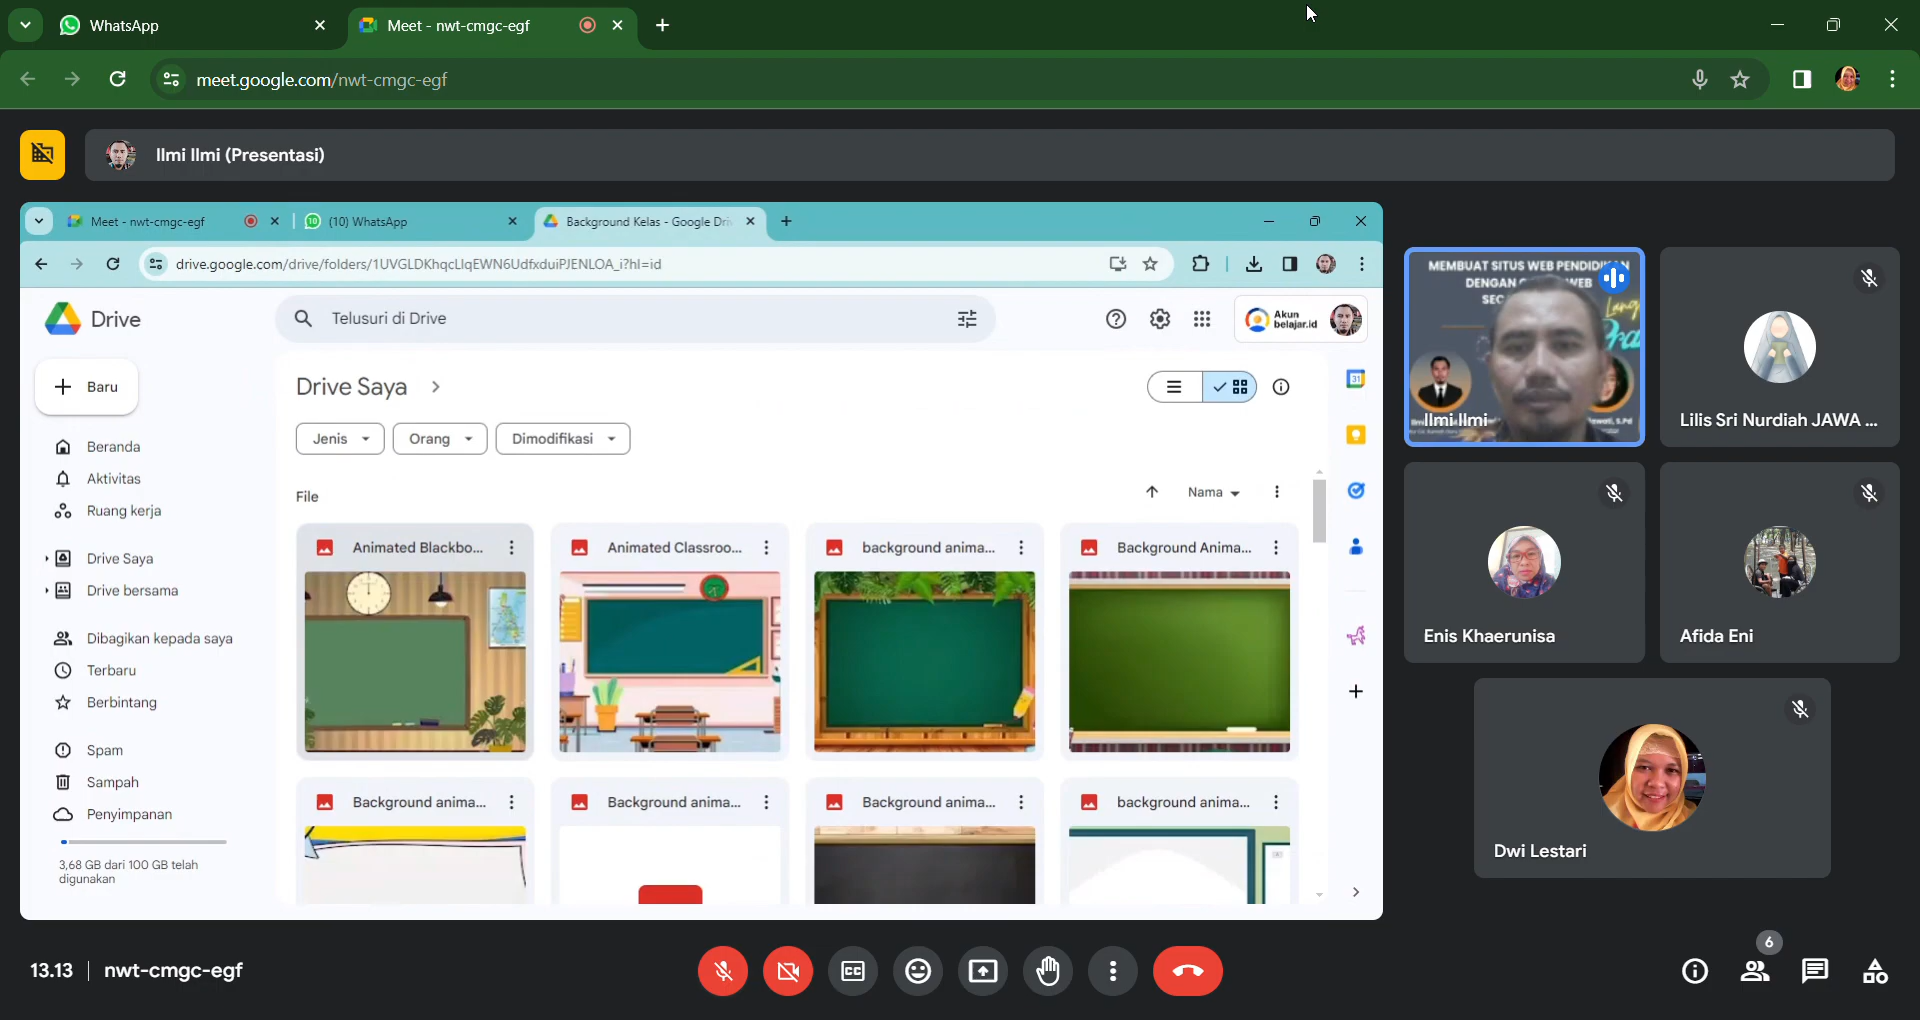 WhatsApp
Meet - nwt-cmgc-egf
meet.google.com/nwt-cmgc-egf
Ilmi Ilmi (Presentasi)
Meet - nwt-cmgc-egf
(10) WhatsApp
Background Kelas - Google Dri
drive.google.com/drive/folders/1UVGLDKhqcLlqEWN6UdfxduiPJENLOA_i?hl=id
Drive
Telusuri di Drive
Akun
belajar.id
Baru
Drive Saya
Jenis
Orang
Dimodifikasi
Beranda
Aktivitas
Ruang kerja
Drive Saya
Drive bersama
Dibagikan kepada saya
Terbaru
Berbintang
Spam
Sampah
Penyimpanan
3,68 GB dari 100 GB telah
digunakan
File
Nama
Animated Blackbo...
Animated Classroo...
background anima...
Background Anima...
Background anima...
Background anima...
Background anima...
background anima...
31
MEMBUAT SITUS WEB PENDIDI
DENGAN
WEB
SEC
Ilmi Ilmi
S.Pd
Lilis Sri Nurdiah JAWA ...
Enis Khaerunisa
Afida Eni
Dwi Lestari
13.13
nwt-cmgc-egf
6